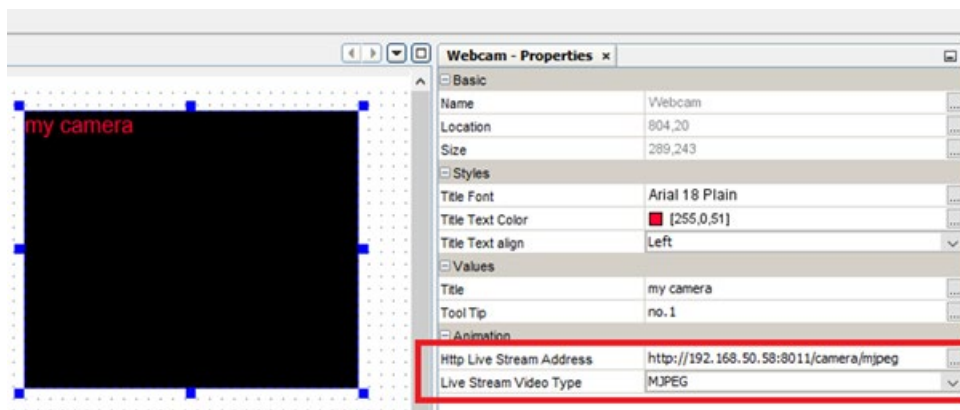 Webcam - Properties ×
my camera
Basic
Name Webcam
Location 804,20
Size 289,243
Styles
Title Font Arial 18 Plain
Title Text Color [255,0,51]
Title Text align Left
Values
Title my camera
Tool Tip no.1
Animation
Http Live Stream Address http://192.168.50.58:8011/camera/mjpeg
Live Stream Video Type MJPEG